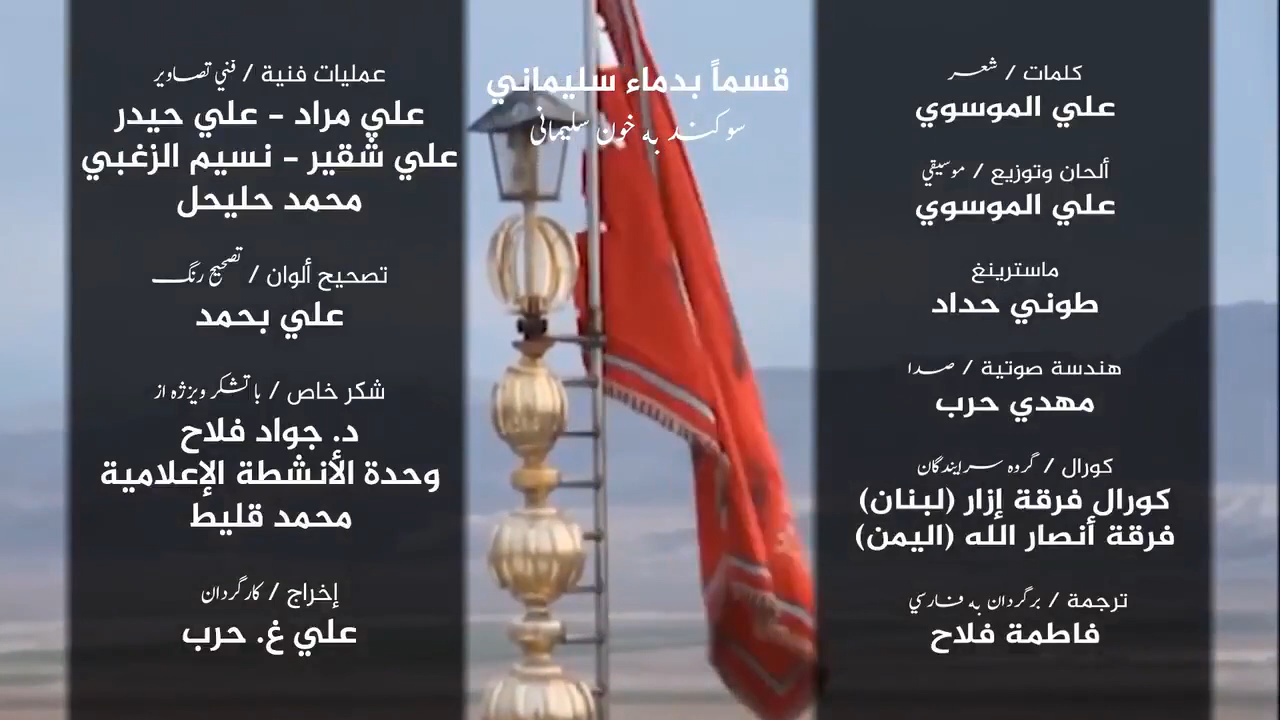 قسماً بدماء سليماني
سوگند به خون سلیمانی
كلمات / شعر
علي الموسوي
ألحان وتوزيع / موسيقي
علي الموسوي
ماسترينغ
طوني حداد
هندسة صوتية / صدا
مهدي حرب
كورال / گروه سرایندگان
كورال فرقة إزار (لبنان)
فرقة أنصار الله (اليمن)
ترجمة / برگردان به فارسي
فاطمة فلاح
عمليات فنية / فني تصاوير
علي مراد - علي حيدر
علي شقير - نسيم الزغبي
محمد حليحل
تصحيح ألوان / تصحيح رنگ
علي بحمد
شكر خاص / با تشكر ویژه از
د. جواد فلاح
وحدة الأنشطة الإعلامية
محمد قليط
إخراج / کارگردان
علي غ. حرب